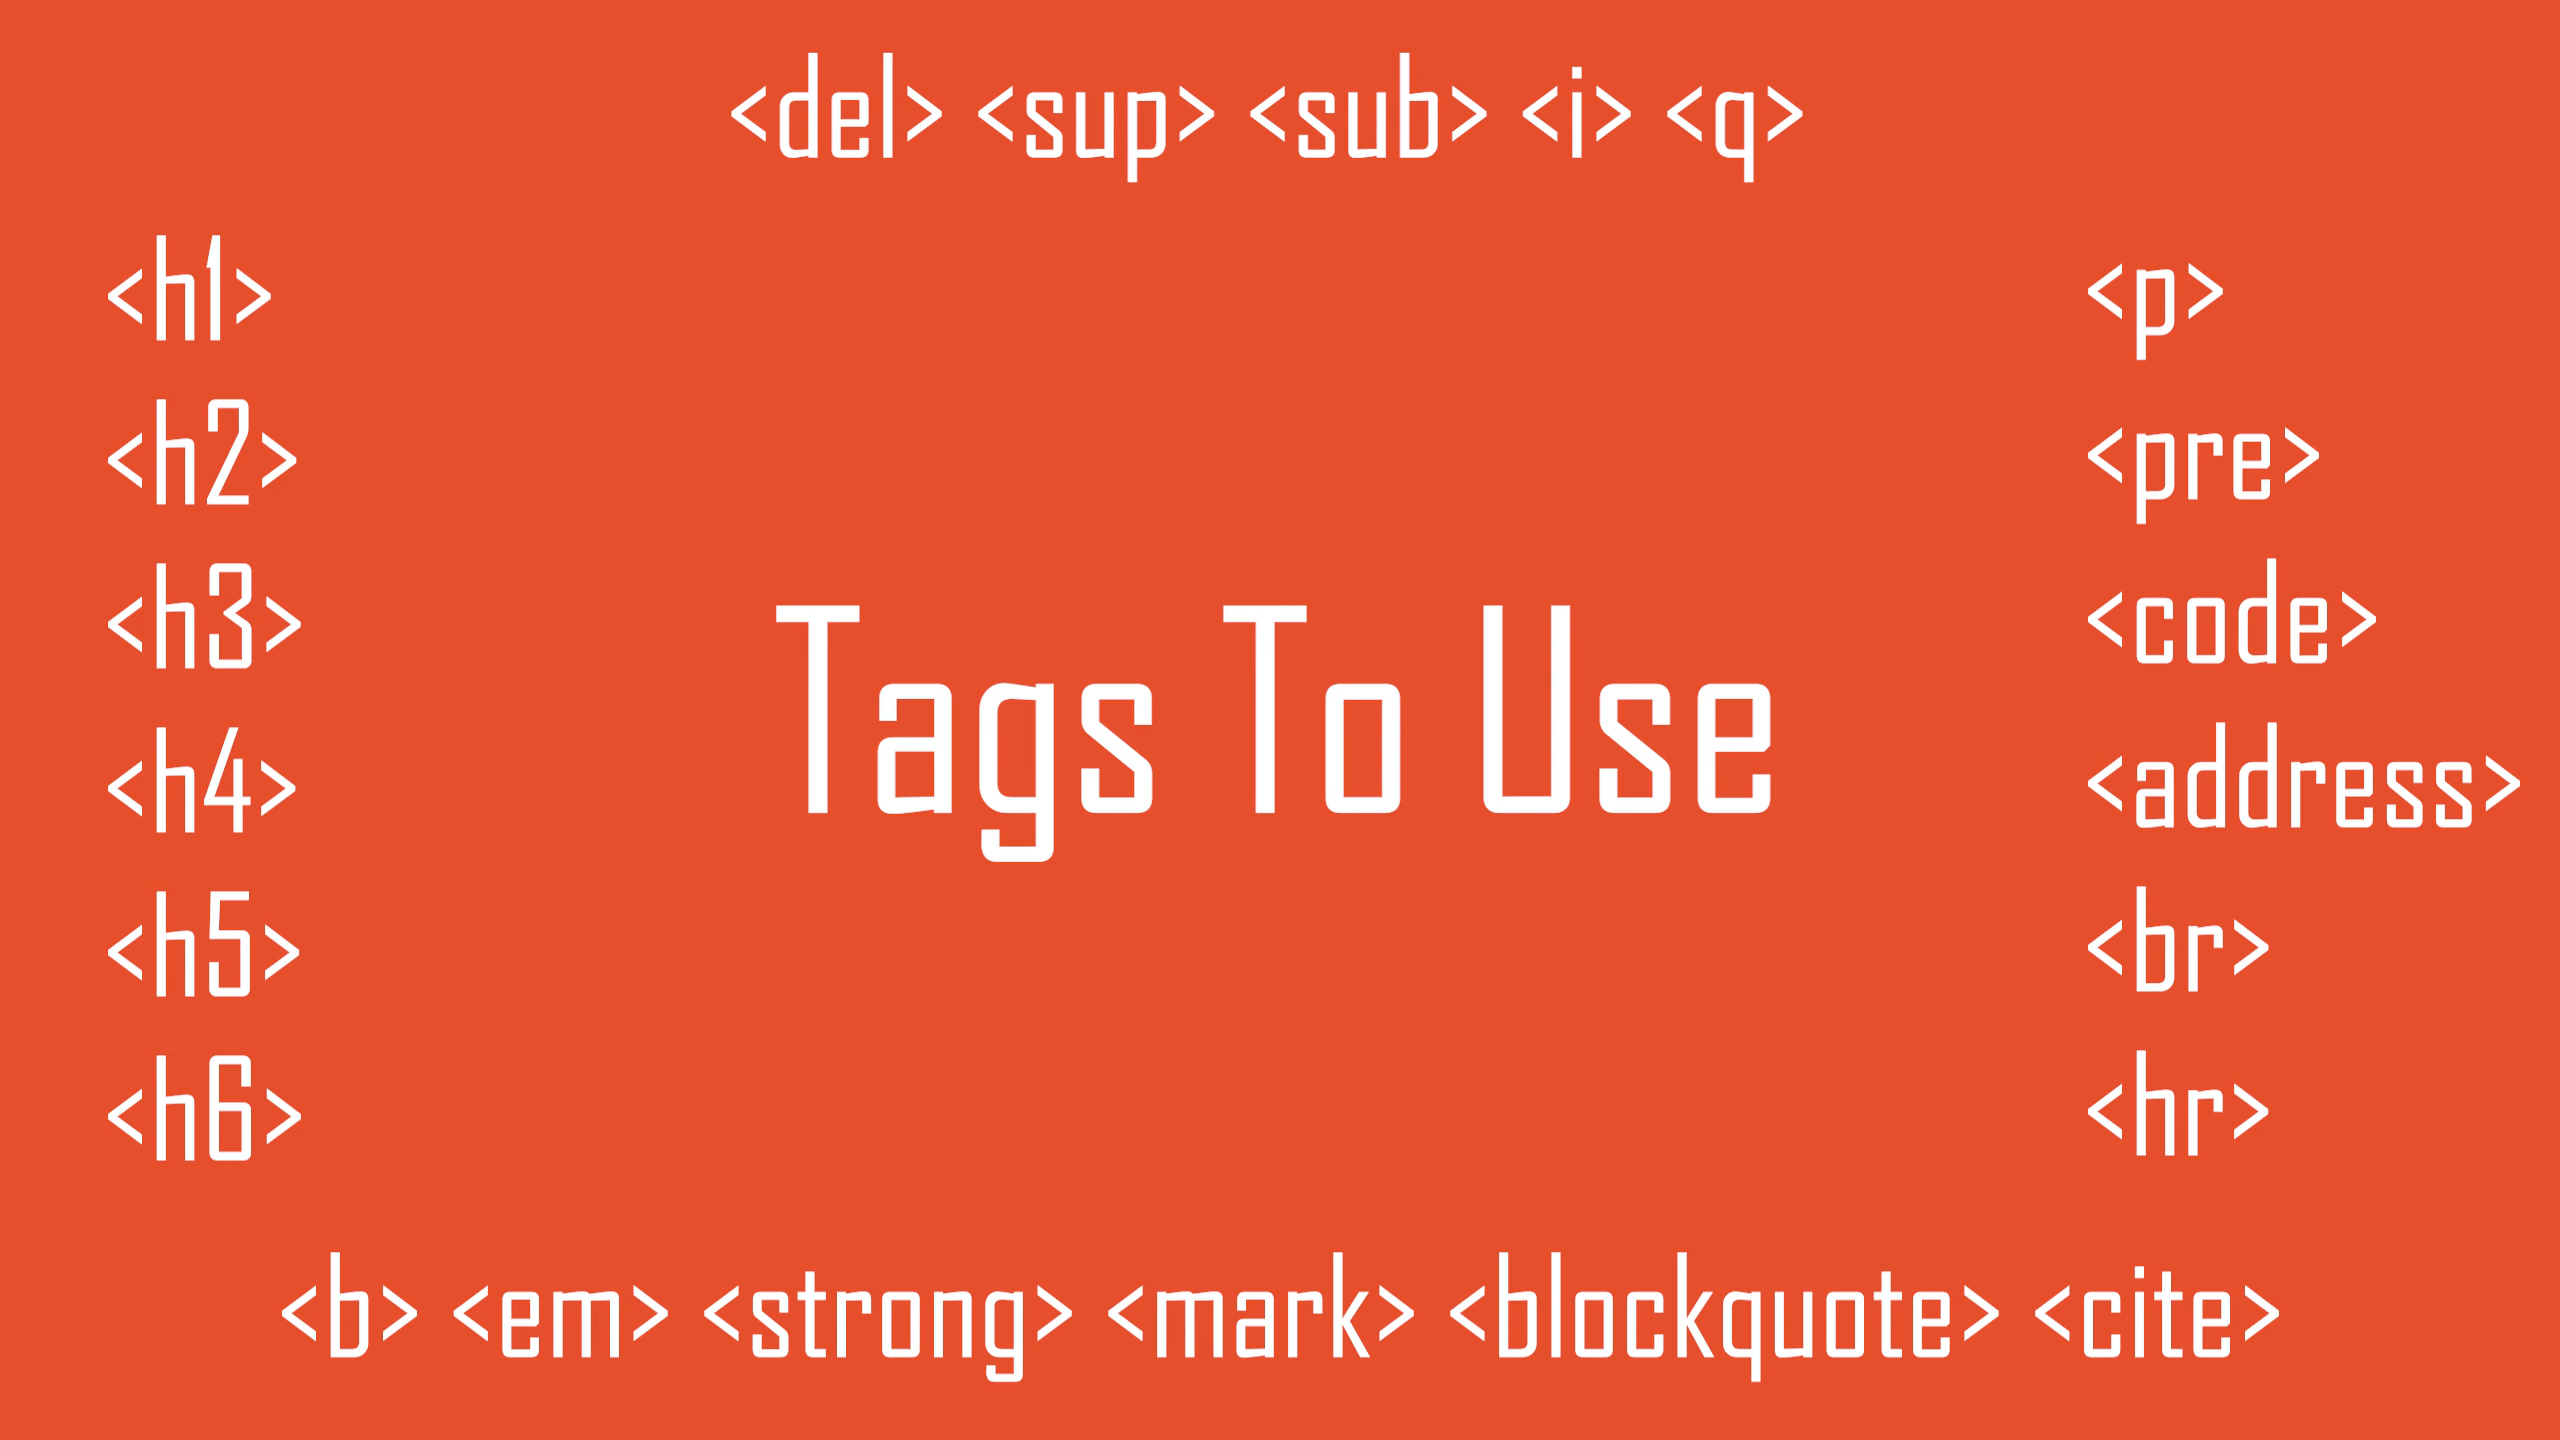 <del> <sup> <sub> <i> <q>
<h1>
<h2>
<h3>
<h4>
<h5>
<h6>
Tags To Use
<p>
<pre>
<code>
<address>
<br>
<hr>
<b> <em> <strong> <mark> <blockquote> <cite>